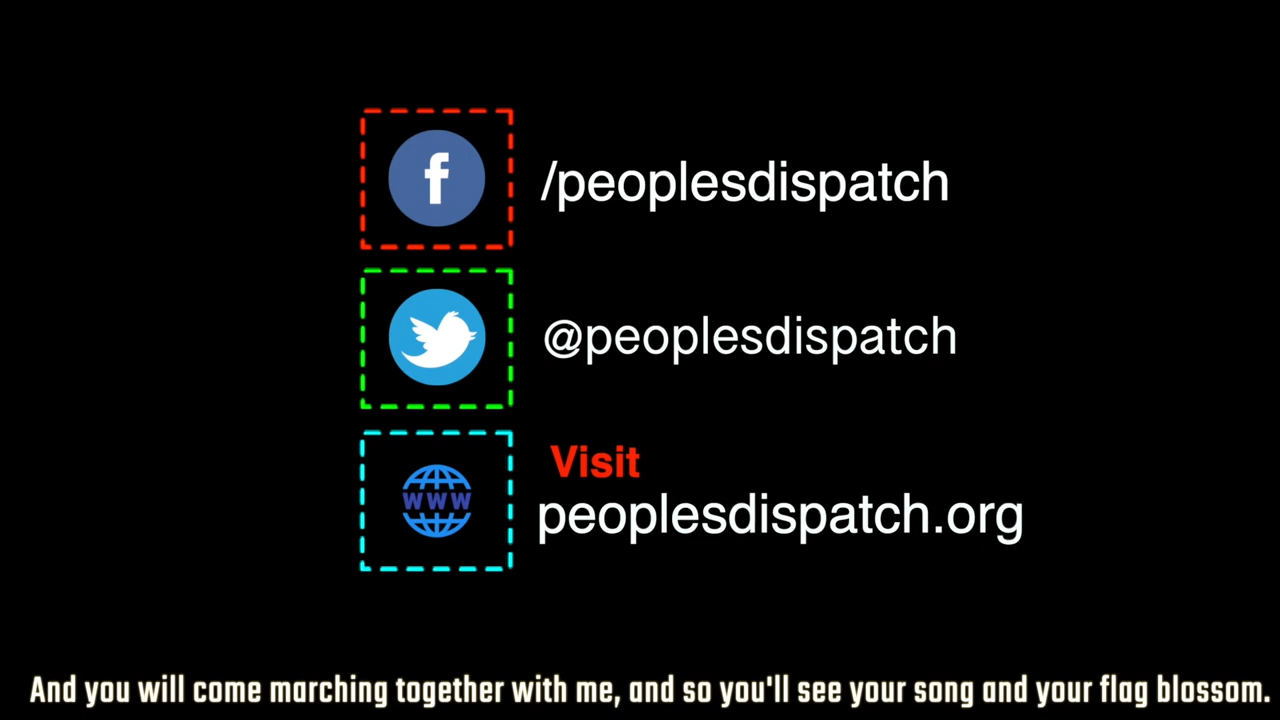 f
/peoplesdispatch
@peoplesdispatch
Visit
www
peoplesdispatch.org
And you will come marching together with me, and so you'll see your song and your flag blossom.